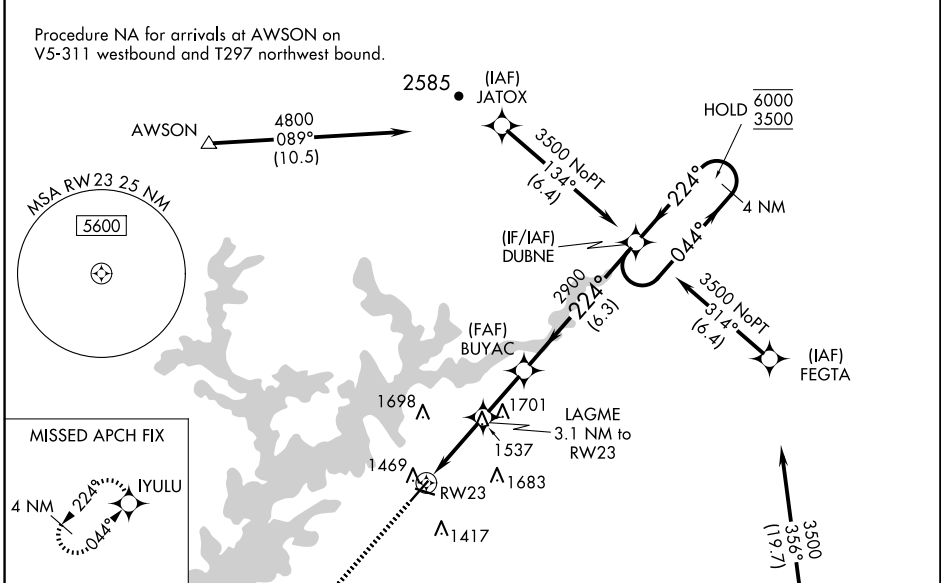 Procedure NA for arrivals at AWSON on
V5-311 westbound and T297 northwest bound.
2585
(IAF)
JATOX
HOLD
6000
3500
AWSON
4800
089°
(10.5)
3500 NoPT
134°
(6.4)
224°
4 NM
044°
MSA RW23 25 NM
5600
(IF/IAF)
DUBNE
2900
224°
(6.3)
3500 NoPT
314°
(6.4)
(IAF)
FEGTA
(FAF)
BUYAC
1698
1701
LAGME
3.1 NM to
RW23
1537
1469
RW23
1683
1417
MISSED APCH FIX
IYULU
4 NM
224°
044°
3500
356°
(19.7)